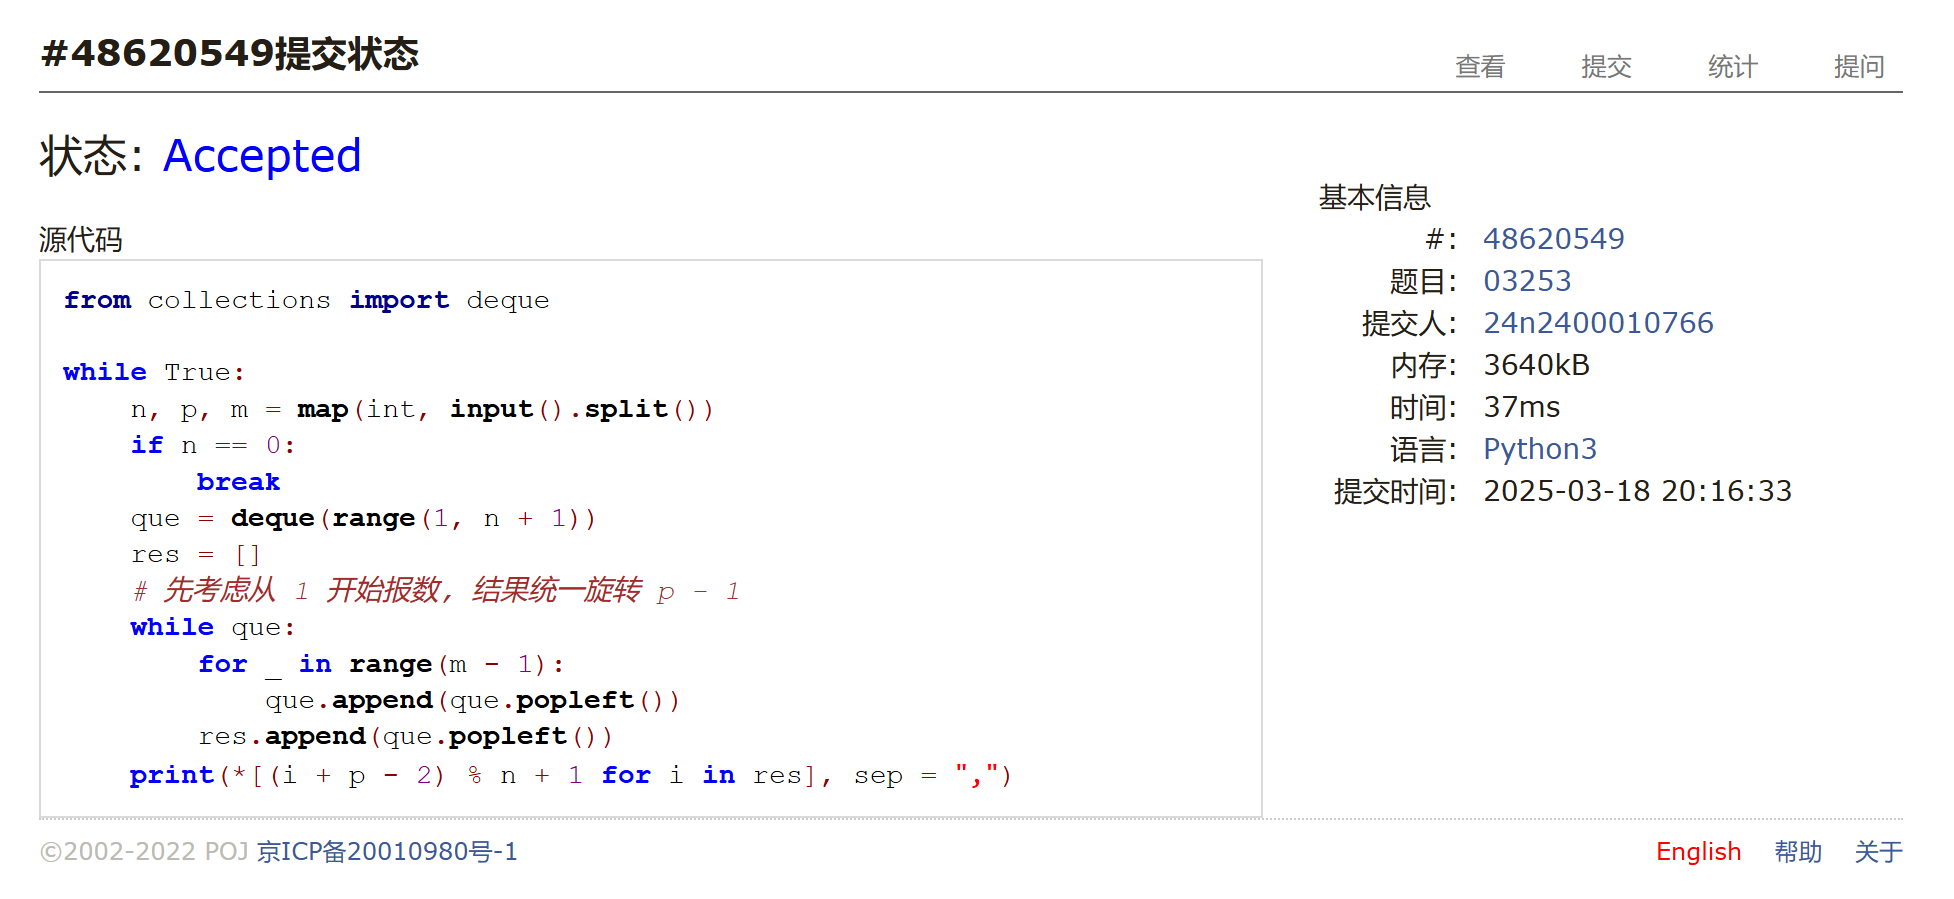 #48620549提交状态
查看 提交 统计 提问
状态: Accepted
源代码
from collections import deque

while True:
    n, p, m = map(int, input().split())
    if n == 0:
        break
    que = deque(range(1, n + 1))
    res = []
    # 先考虑从 1 开始报数, 结果统一旋转 p - 1
    while que:
        for _ in range(m - 1):
            que.append(que.popleft())
        res.append(que.popleft())
    print(*[(i + p - 2) % n + 1 for i in res], sep = ",")
基本信息
#: 48620549
题目: 03253
提交人: 24n2400010766
内存: 3640kB
时间: 37ms
语言: Python3
提交时间: 2025-03-18 20:16:33
©2002-2022 POJ 京ICP备20010980号-1
English 帮助 关于